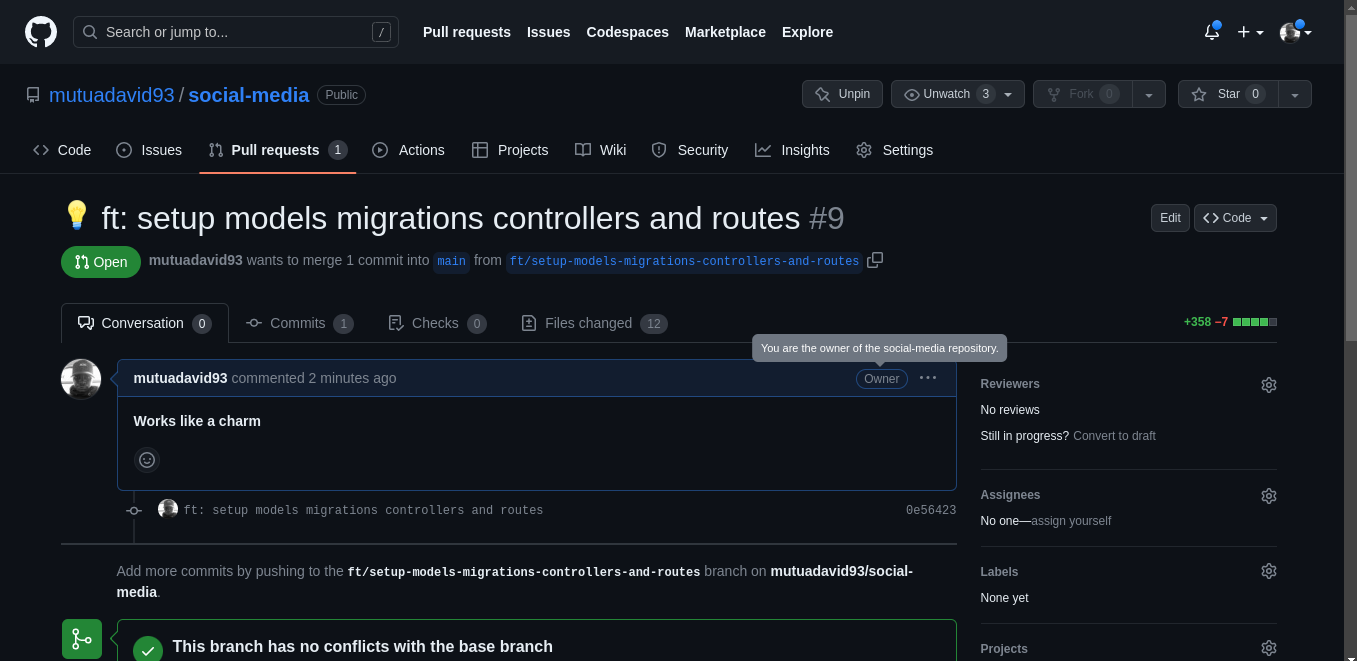 Search or jump to... /
Pull requests Issues Codespaces Marketplace Explore
mutuadavid93 / social-media Public
Unpin Unwatch 3 Fork 0 Star 0
Code Issues Pull requests 1 Actions Projects Wiki Security Insights Settings
💡 ft: setup models migrations controllers and routes #9
Edit Code
Open mutuadavid93 wants to merge 1 commit into main from ft/setup-models-migrations-controllers-and-routes
Conversation 0 Commits 1 Checks 0 Files changed 12
+358 −7
You are the owner of the social-media repository.
mutuadavid93 commented 2 minutes ago
Owner ···
Works like a charm
ft: setup models migrations controllers and routes 0e56423
Add more commits by pushing to the ft/setup-models-migrations-controllers-and-routes branch on mutuadavid93/social-
media.
This branch has no conflicts with the base branch
Reviewers
No reviews
Still in progress? Convert to draft
Assignees
No one—assign yourself
Labels
None yet
Projects